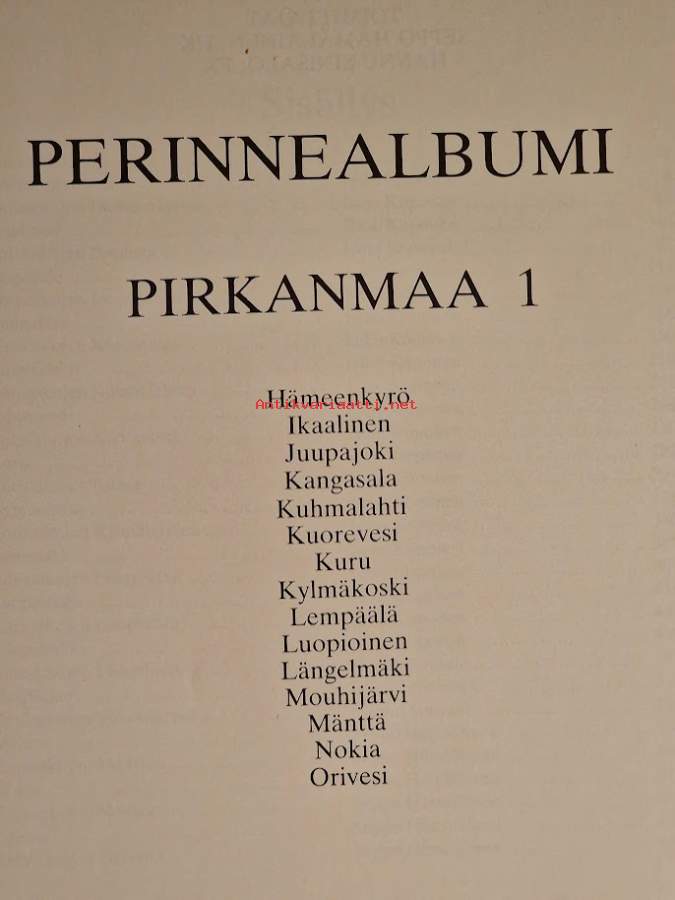 PERINNEALBUMI
PIRKANMAA 1
Hämeenkyrö
Antikvariaatti.net
Ikaalinen
Juupajoki
Kangasala
Kuhmalahti
Kuorevesi
Kuru
Kylmäkoski
Lempäälä
Luopioinen
Längelmäki
Mouhijärvi
Mänttä
Nokia
Orivesi